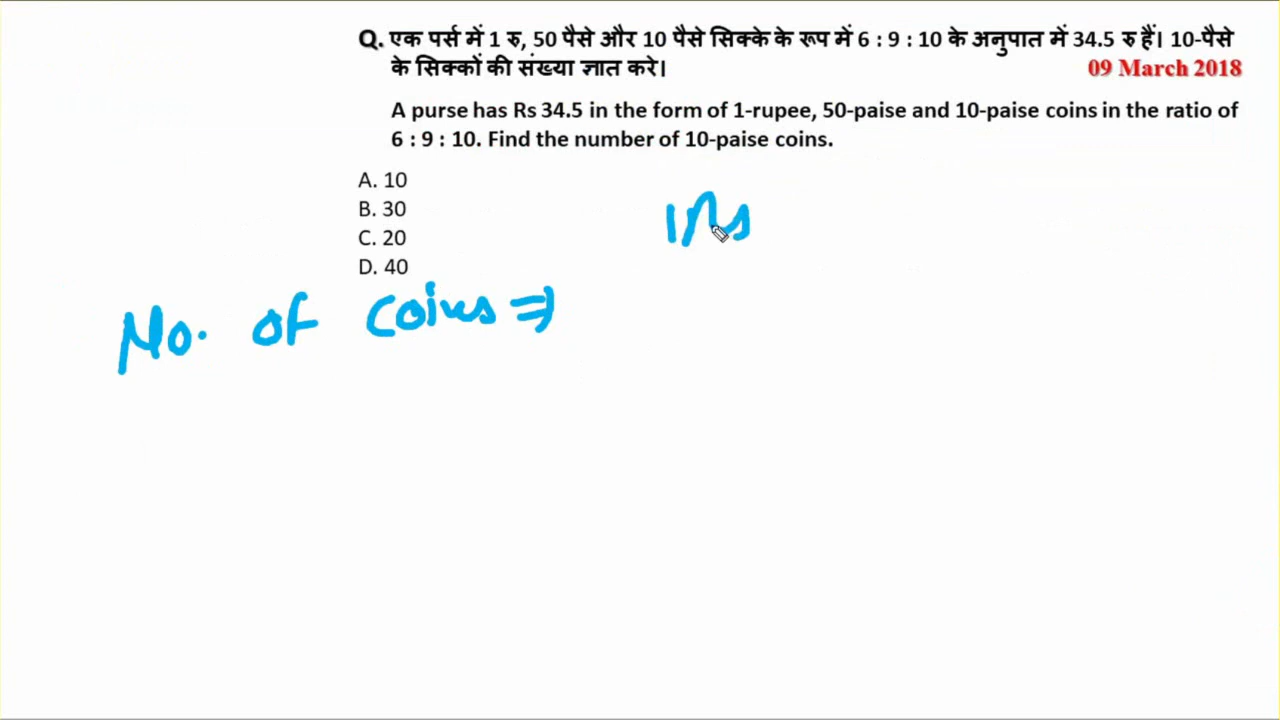 Q. एक पर्स में 1 रु, 50 पैसे और 10 पैसे सिक्के के रूप में 6 : 9 : 10 के अनुपात में 34.5 रु हैं। 10-पैसे
के सिक्कों की संख्या ज्ञात करे।
09 March 2018
A purse has Rs 34.5 in the form of 1-rupee, 50-paise and 10-paise coins in the ratio of
6 : 9 : 10. Find the number of 10-paise coins.
A. 10
B. 30
C. 20
D. 40
1Rs
No. of coins ⇒